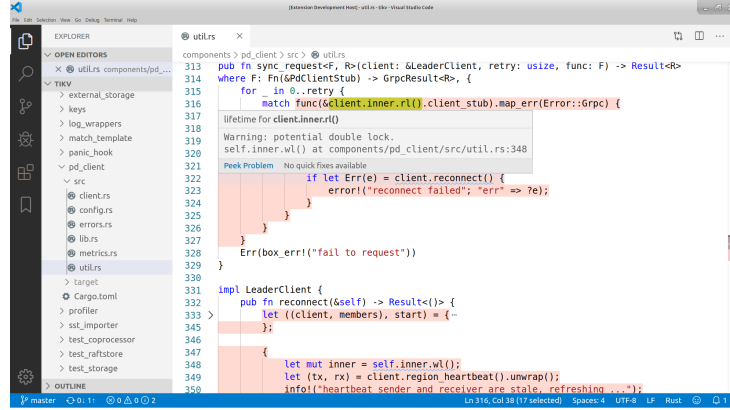 [Extension Development Host] - util.rs - tikv - Visual Studio Code
File Edit Selection View Go Debug Terminal Help
EXPLORER
OPEN EDITORS
util.rs components/pd_...
TIKV
external_storage
keys
log_wrappers
match_template
panic_hook
pd_client
src
client.rs
config.rs
errors.rs
lib.rs
metrics.rs
util.rs
target
Cargo.toml
profiler
sst_importer
test_coprocessor
test_raftstore
test_storage
OUTLINE
util.rs
components > pd_client > src > util.rs
313 pub fn sync_request<F, R>(client: &LeaderClient, retry: usize, func: F) -> Result<R>
314 where F: Fn(&PdClientStub) -> GrpcResult<R>, {
315 for _ in 0..retry {
316 match func(&client.inner.rl().client_stub).map_err(Error::Grpc) {
317
lifetime for client.inner.rl()
318
Warning: potential double lock.
319
self.inner.wl() at components/pd_client/src/util.rs:348
320
321
Peek Problem No quick fixes available
322 if let Err(e) = client.reconnect() {
323 error!("reconnect failed"; "err" => ?e);
324 }
325 }
326 }
327 }
328 Err(box_err!("fail to request"))
329 }
330
331 impl LeaderClient {
332 pub fn reconnect(&self) -> Result<()> {
333 let ((client, members), start) = {…
345 };
346
347 {
348 let mut inner = self.inner.wl();
349 let (tx, rx) = client.region_heartbeat().unwrap();
350 info!("heartbeat sender and receiver are stale, refreshing ...");
master 0↓ 1↑ 0 0 2
Ln 316, Col 38 (17 selected) Spaces: 4 UTF-8 LF Rust 1